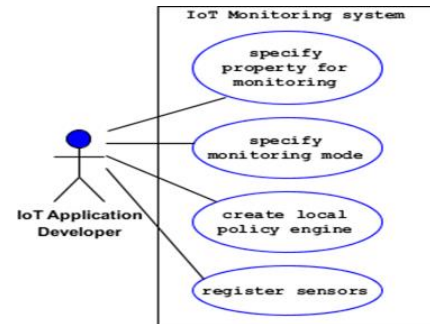 IoT Monitoring system
specify
property for
monitoring
specify
monitoring mode
IoT Application
Developer
create local
policy engine
register sensors